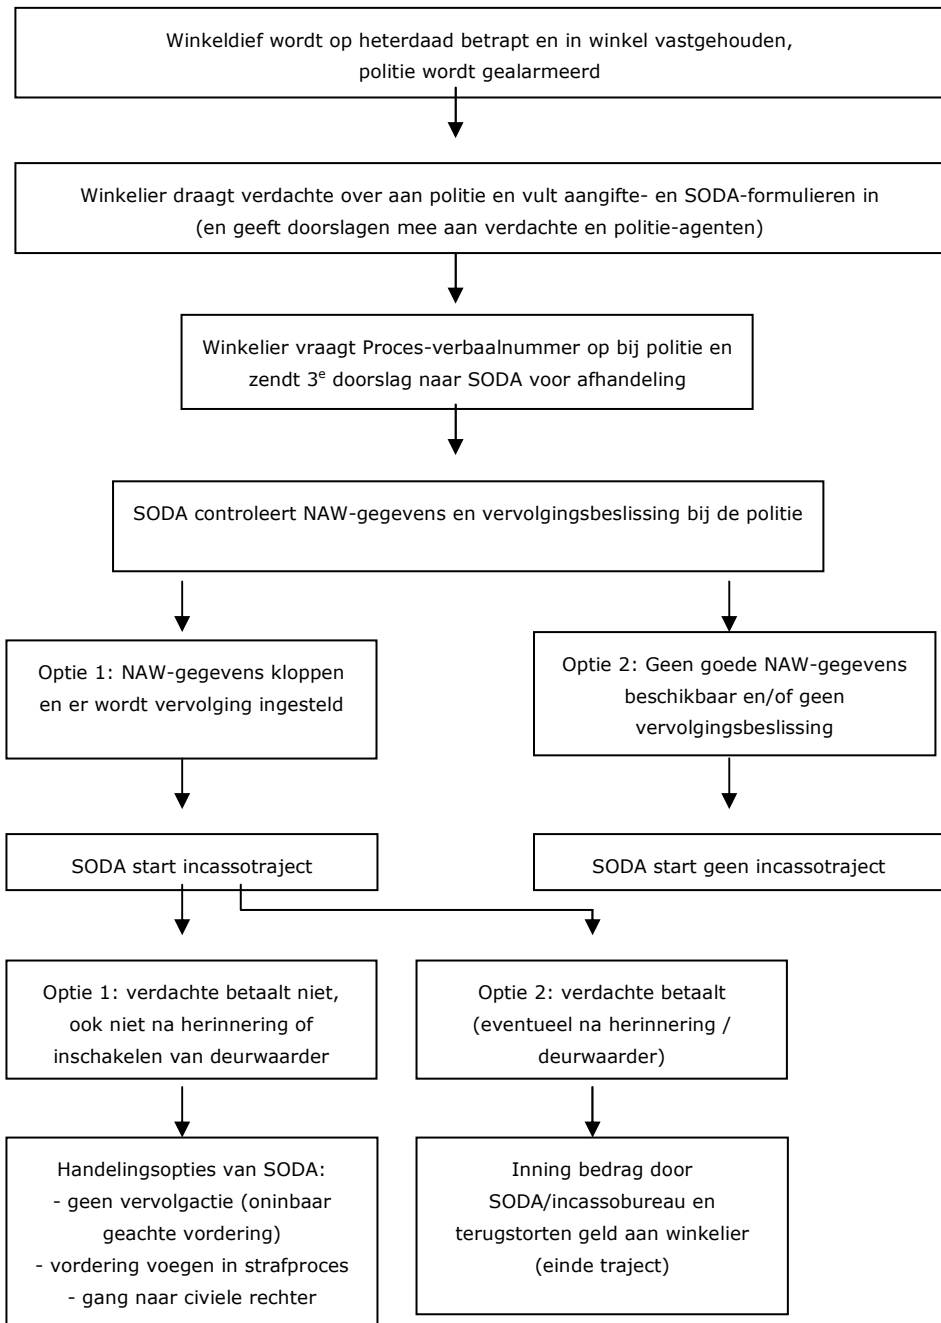 Winkeldief wordt op heterdaad betrapt en in winkel vastgehouden,
politie wordt gealarmeerd
Winkelier draagt verdachte over aan politie en vult aangifte- en SODA-formulieren in
(en geeft doorslagen mee aan verdachte en politie-agenten)
Winkelier vraagt Proces-verbaalnummer op bij politie en
zendt 3e doorslag naar SODA voor afhandeling
SODA controleert NAW-gegevens en vervolgingsbeslissing bij de politie
Optie 1: NAW-gegevens kloppen
en er wordt vervolging ingesteld
Optie 2: Geen goede NAW-gegevens
beschikbaar en/of geen
vervolgingsbeslissing
SODA start incassotraject
SODA start geen incassotraject
Optie 1: verdachte betaalt niet,
ook niet na herinnering of
inschakelen van deurwaarder
Optie 2: verdachte betaalt
(eventueel na herinnering /
deurwaarder)
Handelingsopties van SODA:
- geen vervolgactie (oninbaar
geachte vordering)
- vordering voegen in strafproces
- gang naar civiele rechter
Inning bedrag door
SODA/incassobureau en
terugstorten geld aan winkelier
(einde traject)